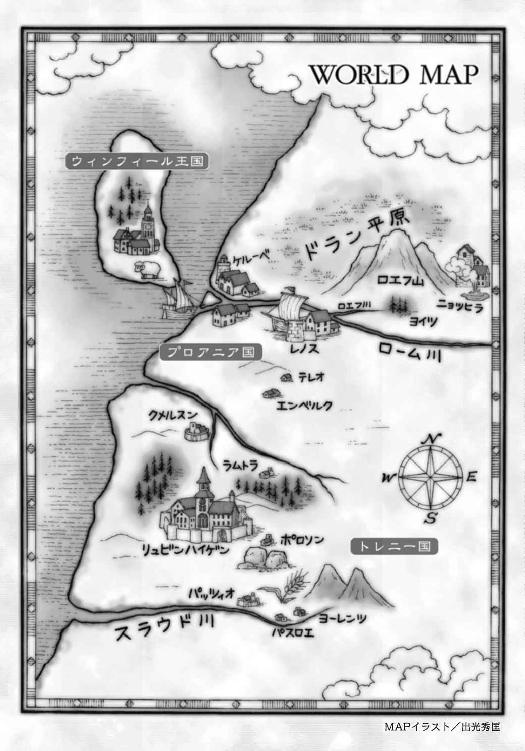 WORLD MAP
ウィンフィール王国
ドラン平原
ケルーベ
ロエフ山
ニョッヒラ
ロエフ川
ヨイツ
レノス
ローム川
プロアニア国
テレオ
エンベルク
クメルスン
ラムトラ
N
W
E
S
リュビンハイゲン
ポロソン
トレニー国
パッツィオ
ヨーレンツ
パスロエ
スラウド川
MAPイラスト／出光秀匡